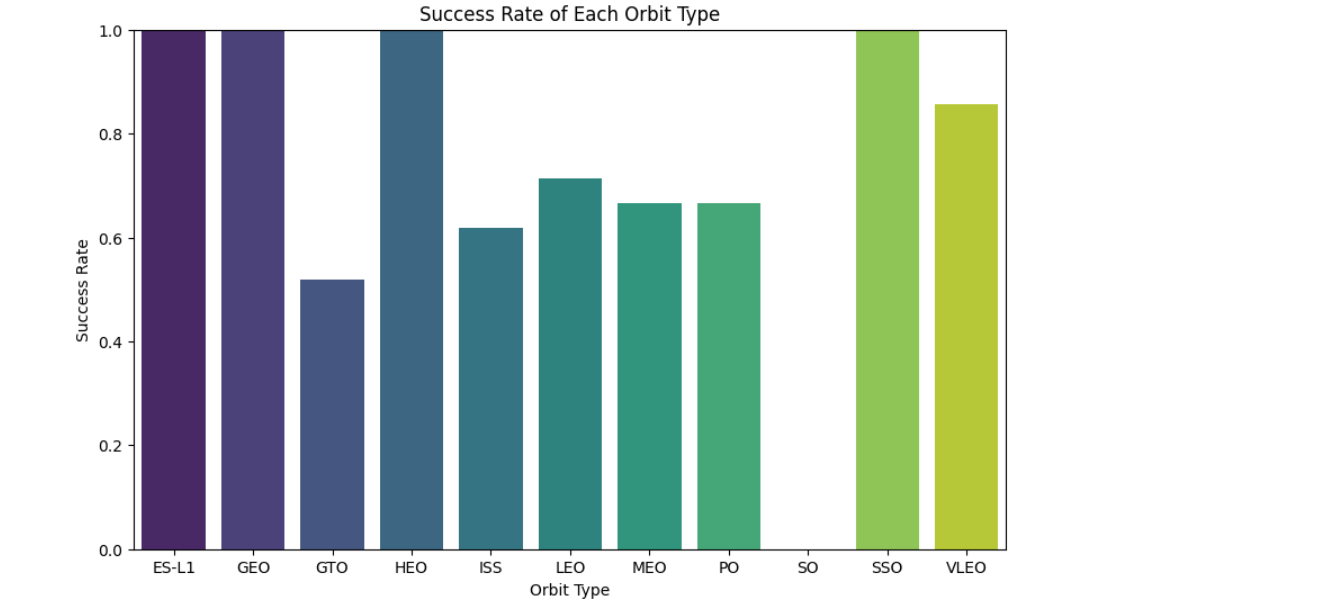 Success Rate of Each Orbit Type
1.0
0.8
0.6
0.4
0.2
0.0
Success Rate
ES-L1 GEO GTO HEO ISS LEO MEO PO SO SSO VLEO
Orbit Type